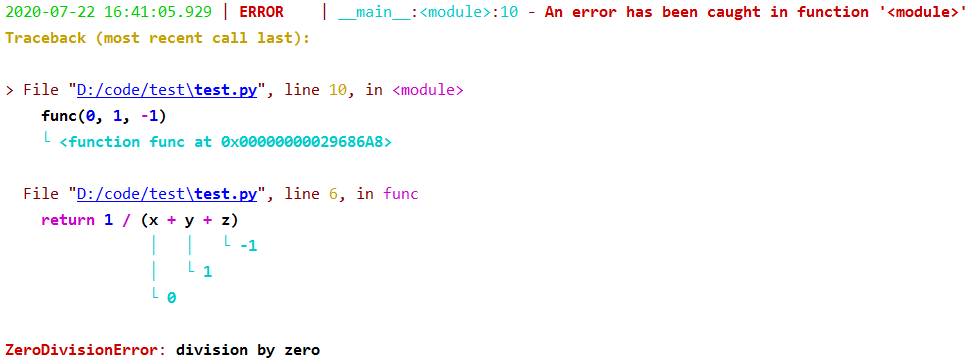 2020-07-22 16:41:05.929 | ERROR    | __main__:<module>:10 - An error has been caught in function '<module>'
Traceback (most recent call last):
> File "D:/code/test\test.py", line 10, in <module>
func(0, 1, -1)
└ <function func at 0x00000000029686A8>
File "D:/code/test\test.py", line 6, in func
return 1 / (x + y + z)
│   │   └ -1
│   └ 1
└ 0
ZeroDivisionError: division by zero